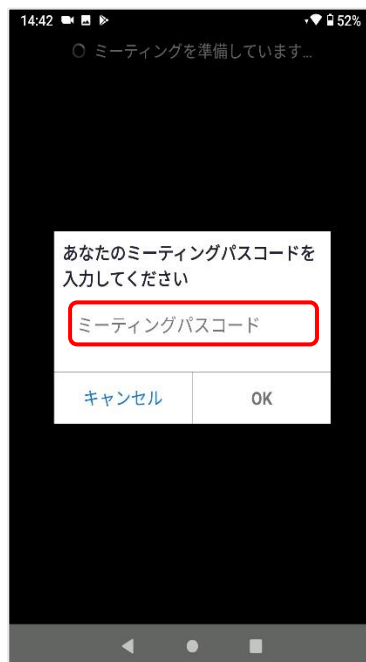 14:42 52%
ミーティングを準備しています...
あなたのミーティングパスコードを
入力してください
ミーティングパスコード
キャンセル OK